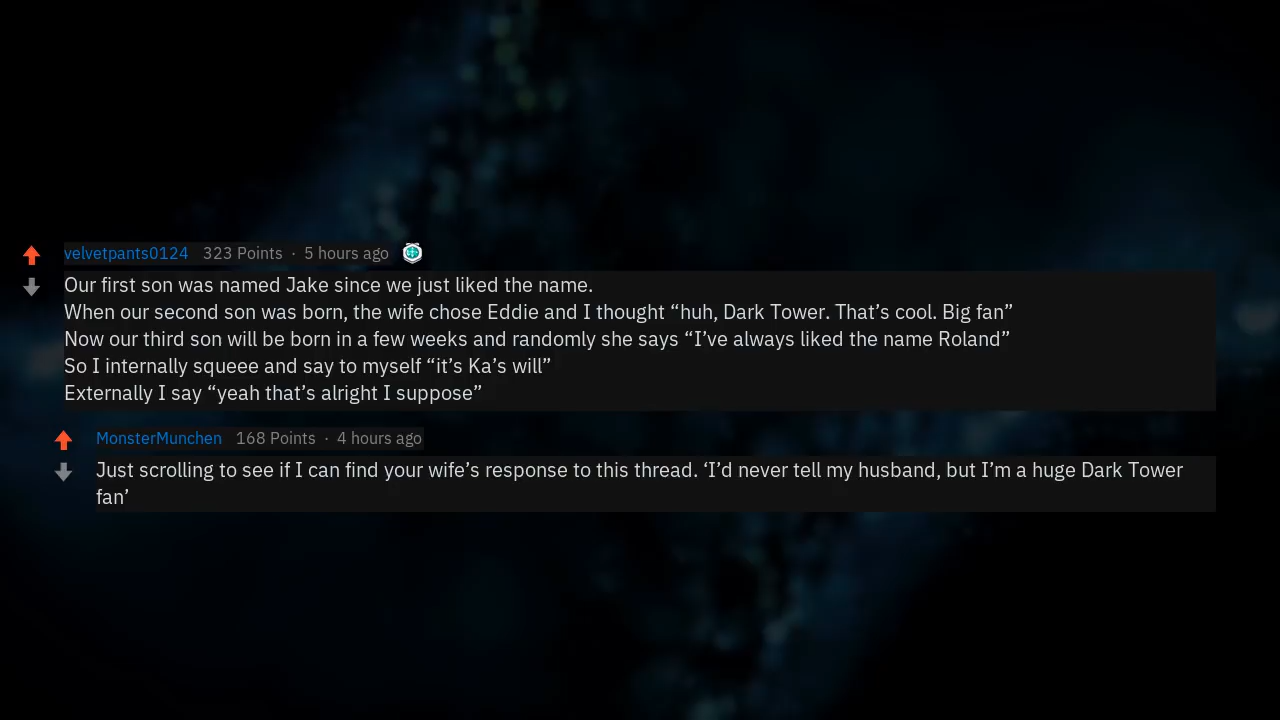 velvetpants0124 323 Points · 5 hours ago
Our first son was named Jake since we just liked the name.
When our second son was born, the wife chose Eddie and I thought “huh, Dark Tower. That’s cool. Big fan”
Now our third son will be born in a few weeks and randomly she says “I’ve always liked the name Roland”
So I internally squeee and say to myself “it’s Ka’s will”
Externally I say “yeah that’s alright I suppose”
MonsterMunchen 168 Points · 4 hours ago
Just scrolling to see if I can find your wife’s response to this thread. ‘I’d never tell my husband, but I’m a huge Dark Tower
fan’